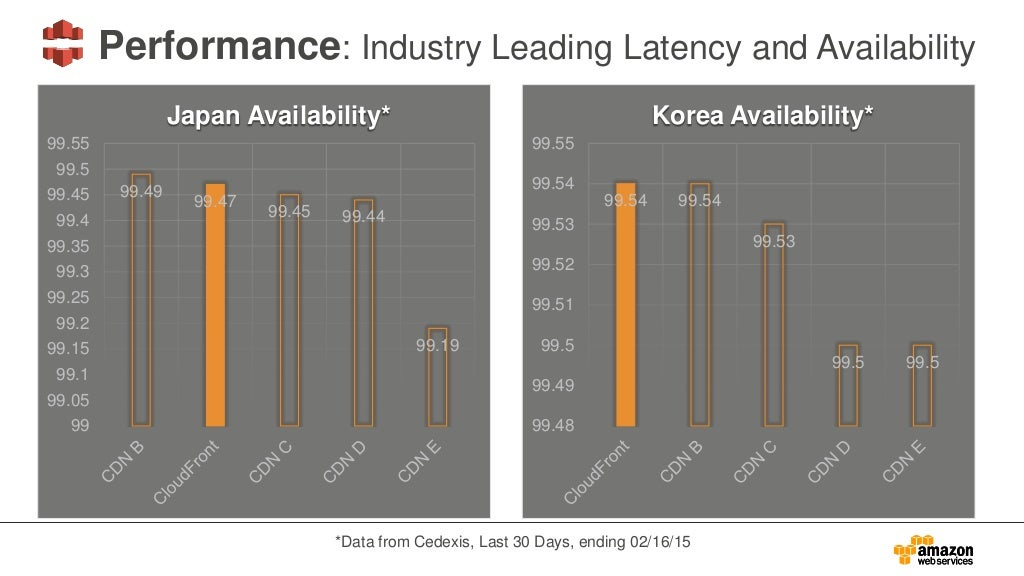 Performance: Industry Leading Latency and Availability
Japan Availability*
99.55
99.5
99.45
99.4
99.35
99.3
99.25
99.2
99.15
99.1
99.05
99
99.49
99.47
99.45
99.44
99.19
CDN B
CloudFront
CDN C
CDN D
CDN E
Korea Availability*
99.55
99.54
99.53
99.52
99.51
99.5
99.49
99.48
99.54
99.54
99.53
99.5
99.5
CloudFront
CDN B
CDN C
CDN D
CDN E
*Data from Cedexis, Last 30 Days, ending 02/16/15
amazon
webservices